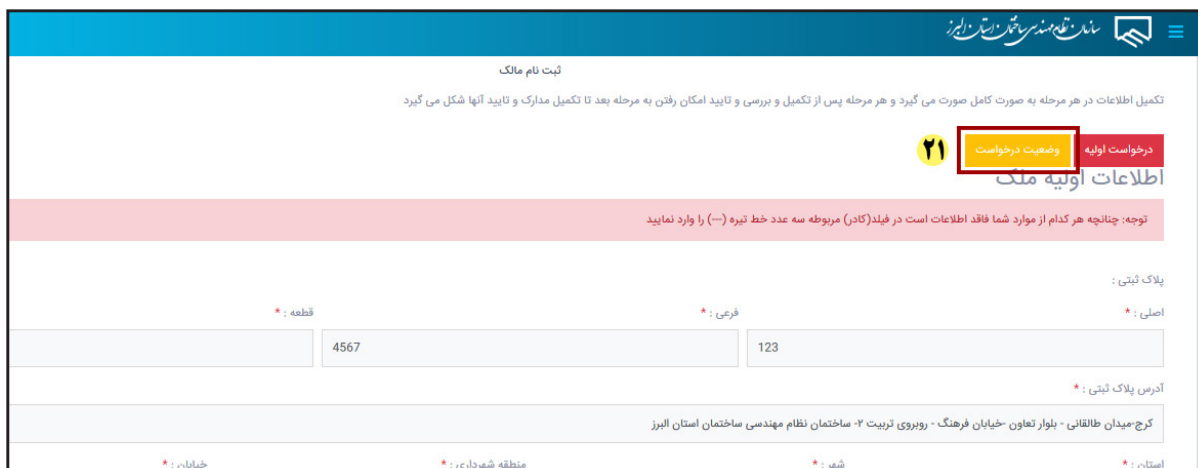 سازمان نظام مهندسی ساختمان استان البرز
ثبت نام مالک
تکمیل اطلاعات در هر مرحله به صورت کامل صورت می گیرد و هر مرحله پس از تکمیل و بررسی و تایید امکان رفتن به مرحله بعد تا تکمیل مدارک و تایید آنها شکل می گیرد
درخواست اولیه وضعیت درخواست ۲۱
اطلاعات اولیه ملک
توجه: چنانچه هر کدام از موارد شما فاقد اطلاعات است در فیلد(کادر) مربوطه سه عدد خط تیره (---) را وارد نمایید
پلاک ثبتی :
اصلی : * فرعی : * قطعه : *
123 4567
آدرس پلاک ثبتی : *
کرج-میدان طالقانی - بلوار تعاون -خیابان فرهنگ - روبروی تربیت ۲- ساختمان نظام مهندسی ساختمان استان البرز
استان : * شهر : * منطقه شهرداری : * خیابان : *